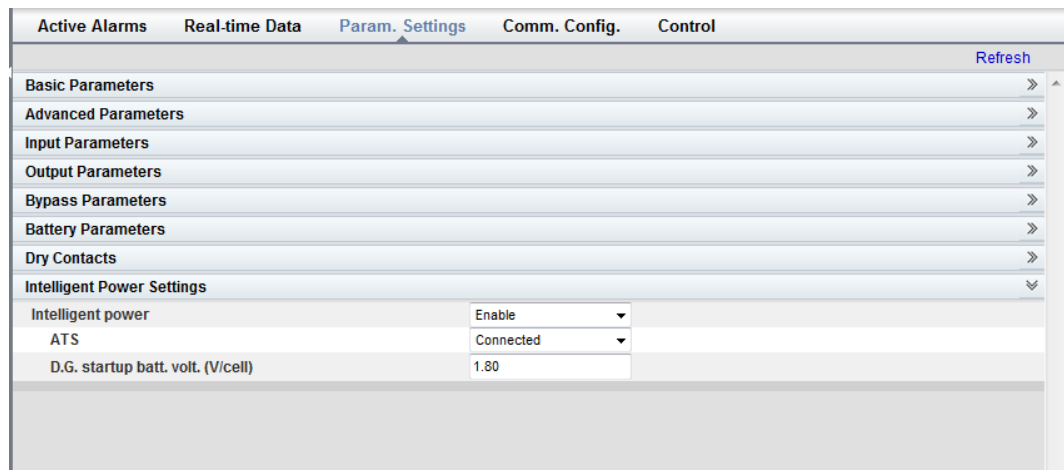 Active Alarms Real-time Data Param. Settings Comm. Config. Control
Refresh
Basic Parameters
Advanced Parameters
Input Parameters
Output Parameters
Bypass Parameters
Battery Parameters
Dry Contacts
Intelligent Power Settings
Intelligent power Enable
ATS Connected
D.G. startup batt. volt. (V/cell) 1.80